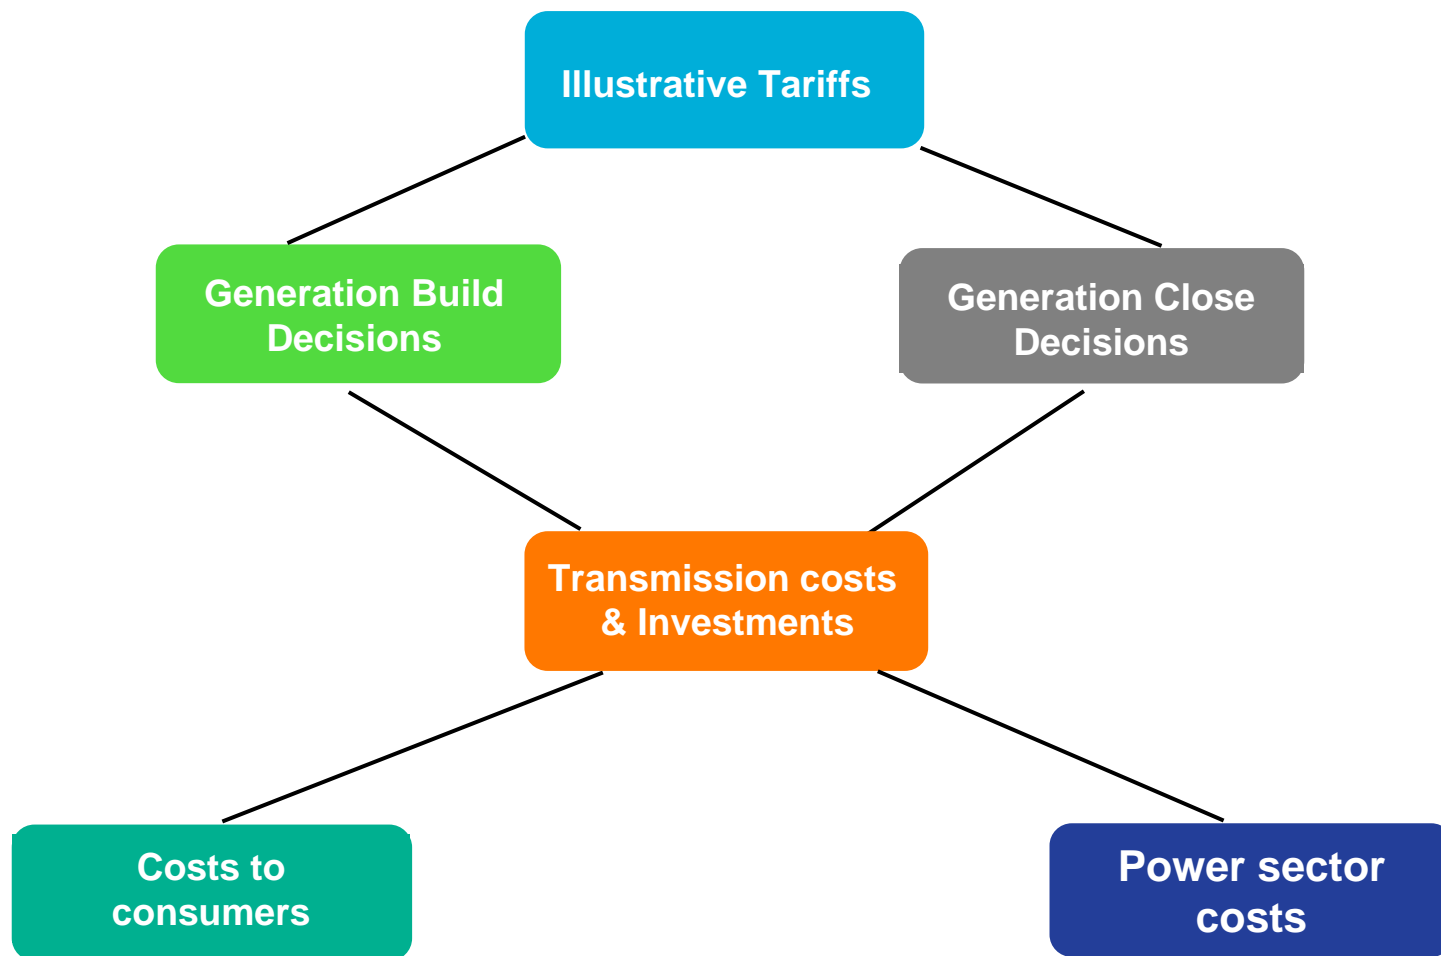 Illustrative Tariffs
Generation Build
Decisions
Generation Close
Decisions
Transmission costs
& Investments
Costs to
consumers
Power sector
costs